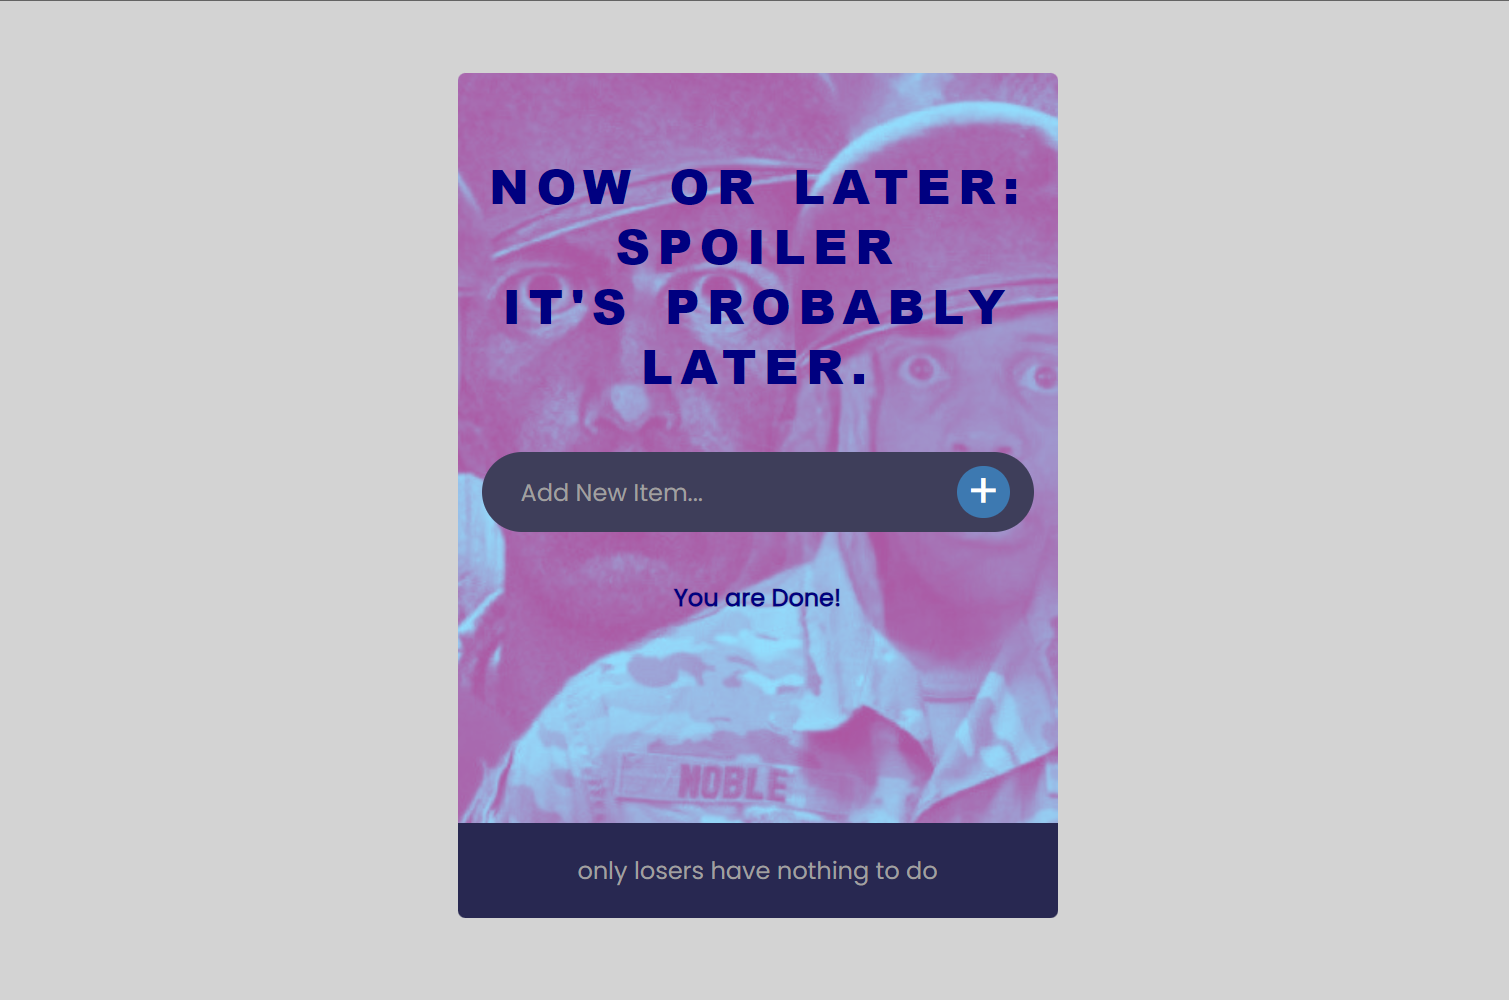 NOW OR LATER:
SPOILER
IT'S PROBABLY
LATER.
Add New Item...
+
You are Done!
NOBLE
only losers have nothing to do